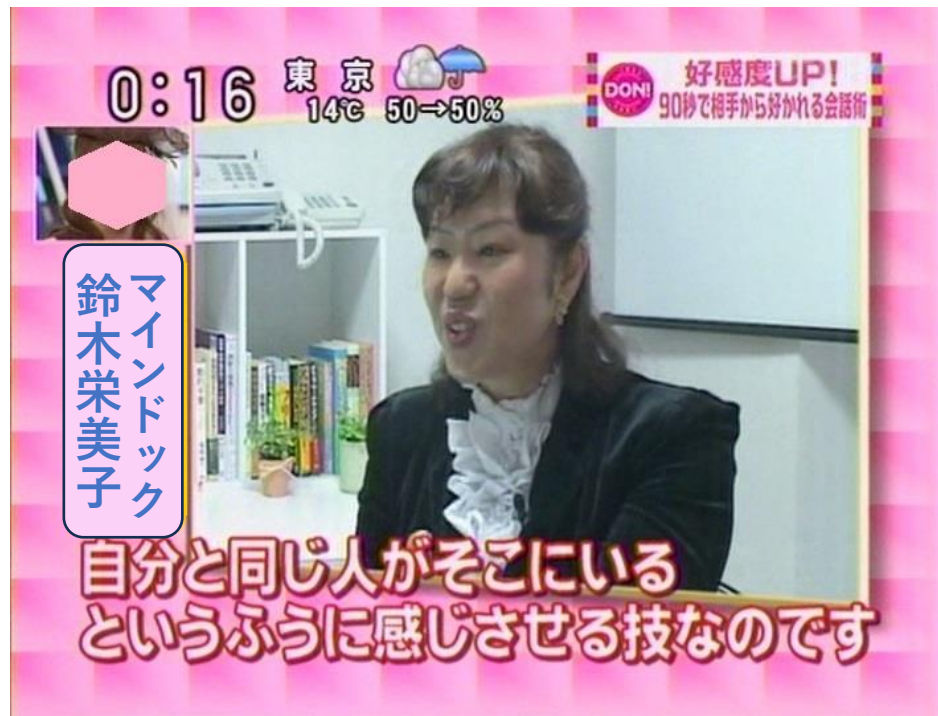 0:16
東京
14℃ 50→50%
DON!
好感度UP!
90秒で相手から好かれる会話術
マインドック
鈴木栄美子
自分と同じ人がそこにいる
というふうに感じさせる技なのです